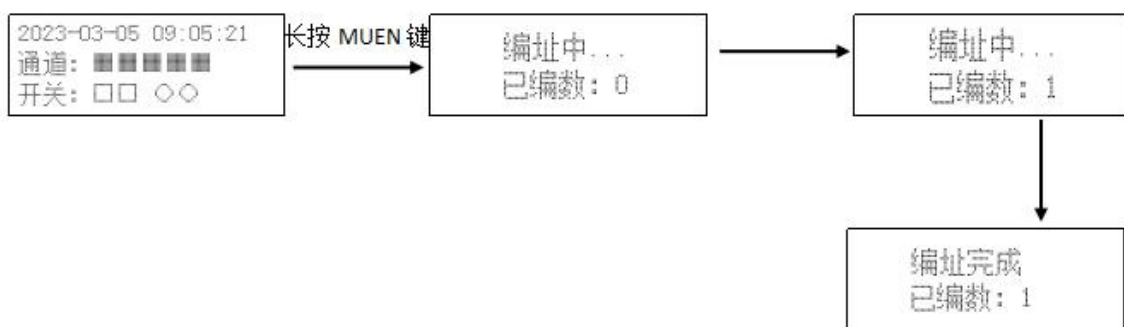 2023-03-05 09:05:21
通道：■■■■■
开关：□□ ◇◇
长按 MUEN 键
编址中...
已编数：0
编址中...
已编数：1
编址完成
已编数：1